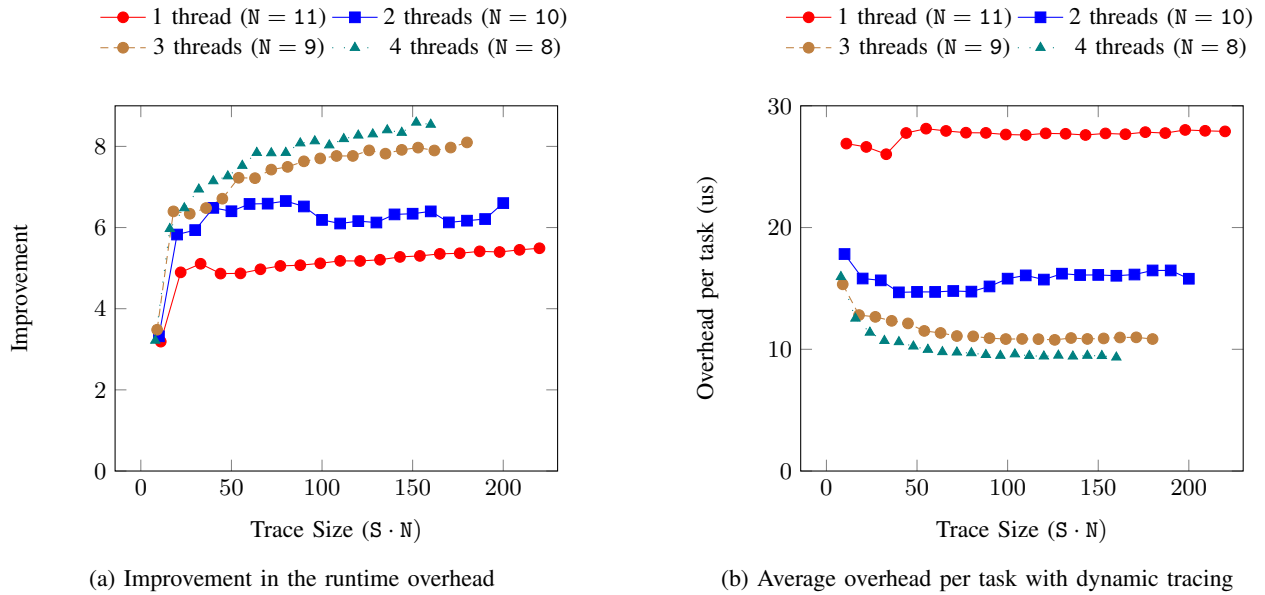 1 thread (N = 11) 2 threads (N = 10)
3 threads (N = 9) 4 threads (N = 8)
8
6
4
2
0
Improvement
0 50 100 150 200
Trace Size (S · N)
(a) Improvement in the runtime overhead
1 thread (N = 11) 2 threads (N = 10)
3 threads (N = 9) 4 threads (N = 8)
30
20
10
0
Overhead per task (us)
0 50 100 150 200
Trace Size (S · N)
(b) Average overhead per task with dynamic tracing